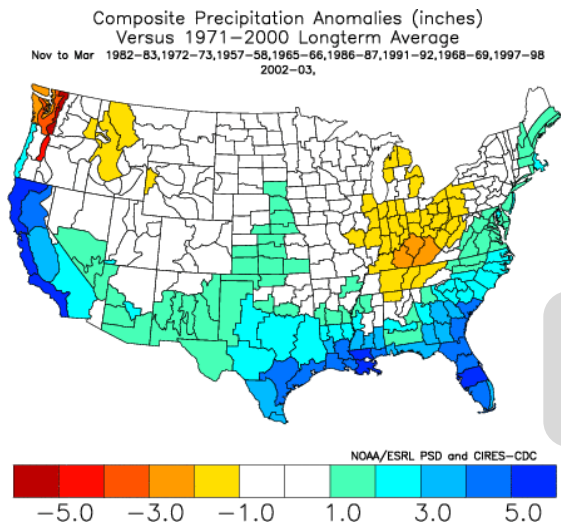 Composite Precipitation Anomalies (inches)
Versus 1971−2000 Longterm Average
Nov to Mar 1982−83,1972−73,1957−58,1965−66,1986−87,1991−92,1968−69,1997−98
2002−03,
NOAA/ESRL PSD and CIRES−CDC
−5.0 −3.0 −1.0 1.0 3.0 5.0